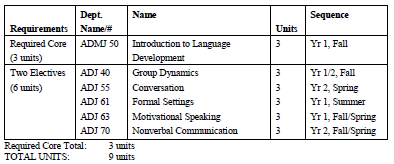 Requirements Dept. Name/# Name Units Sequence
Required Core (3 units) ADMJ 50 Introduction to Language Development 3 Yr 1, Fall
Two Electives (6 units) ADJ 40 Group Dynamics 3 Yr 1/2, Fall
ADJ 55 Conversation 3 Yr 2, Spring
ADJ 61 Formal Settings 3 Yr 1, Summer
ADJ 63 Motivational Speaking 3 Yr 1, Fall/Spring
ADJ 70 Nonverbal Communication 3 Yr 2, Fall/Spring
Required Core Total: 3 units
TOTAL UNITS: 9 units